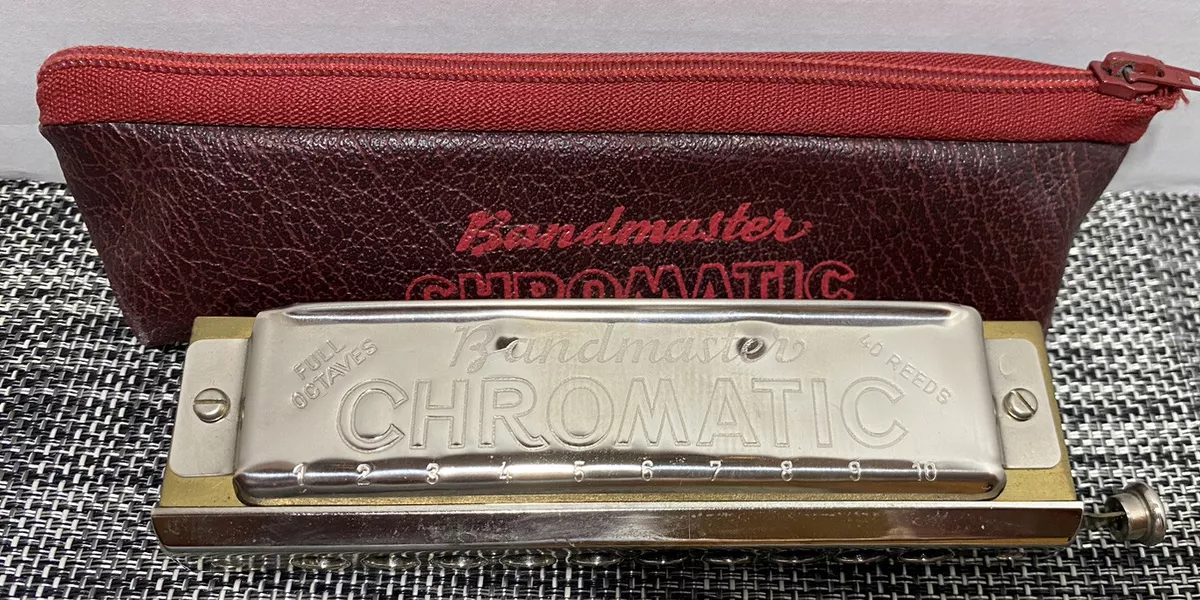 Bandmaster
CHROMATIC
FULL
OCTAVES
Bandmaster
40 REEDS
CHROMATIC
1 2 3 4 5 6 7 8 9 10